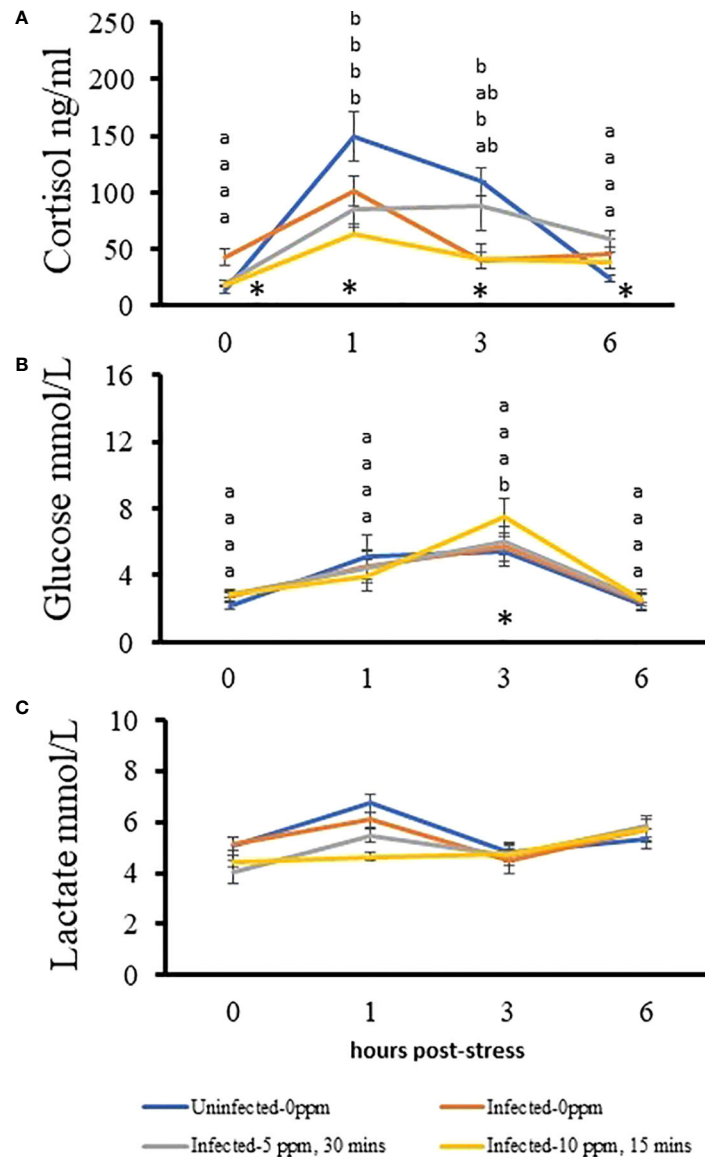 A
Cortisol ng/ml
250
200
150
100
50
0
a
a
a
a
b
b
b
b
b
ab
b
ab
a
a
a
a
* * * *
0 1 3 6
B
Glucose mmol/L
16
12
8
4
0
a
a
a
a
a
a
a
a
a
a
a
b
a
a
a
a
*
0 1 3 6
C
Lactate mmol/L
10
8
6
4
2
0
0 1 3 6
hours post-stress
Uninfected-0ppm Infected-0ppm
Infected-5 ppm, 30 mins Infected-10 ppm, 15 mins